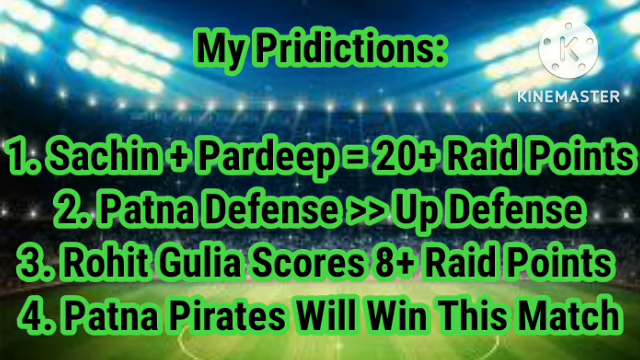 My Pridictions:
K
KINEMASTER
1. Sachin + Pardeep = 20+ Raid Points
2. Patna Defense >> Up Defense
3. Rohit Gulia Scores 8+ Raid Points
4. Patna Pirates Will Win This Match